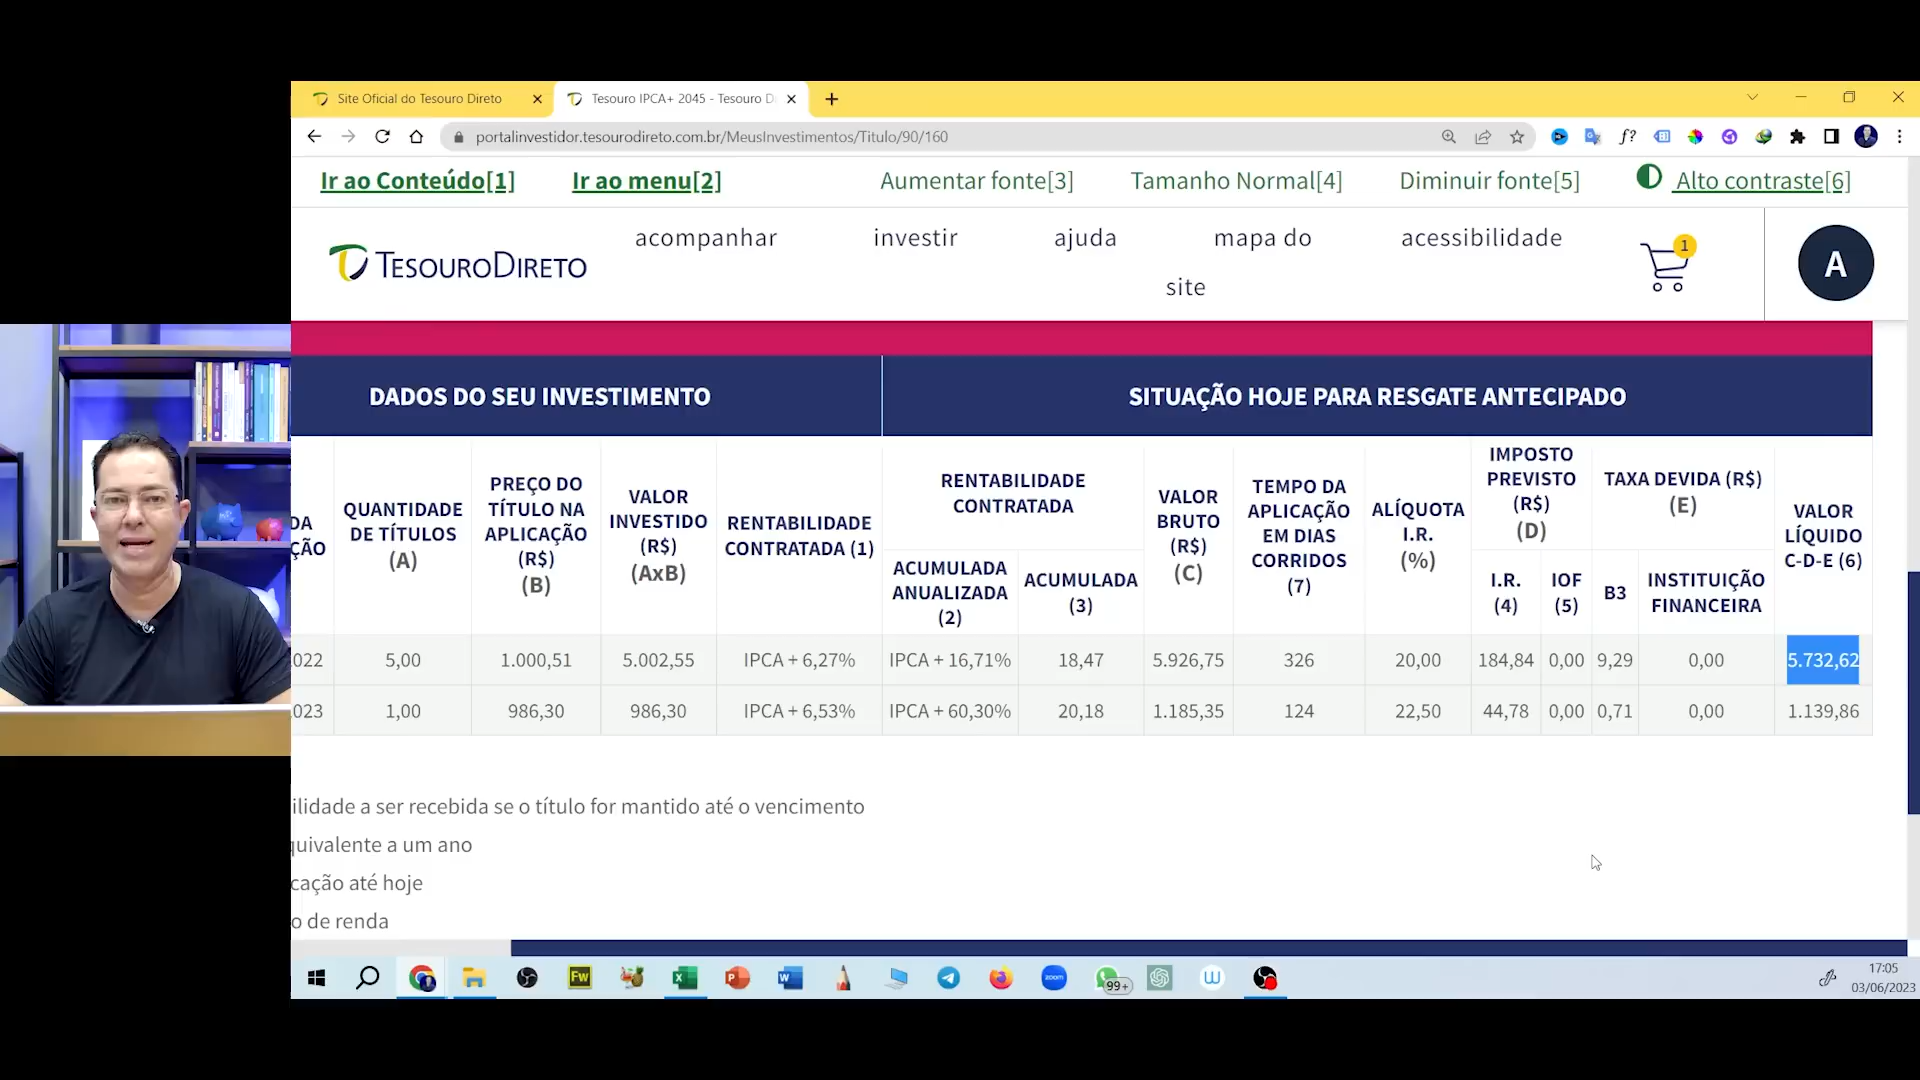 Site Oficial do Tesouro Direto
Tesouro IPCA+ 2045 - Tesouro D
portalinvestidor.tesourodireto.com.br/MeusInvestimentos/Titulo/90/160
Ir ao Conteúdo[1] Ir ao menu[2] Aumentar fonte[3] Tamanho Normal[4] Diminuir fonte[5] Alto contraste[6]
TESOURODIRETO
acompanhar investir ajuda mapa do site acessibilidade
1
A
DADOS DO SEU INVESTIMENTO
SITUAÇÃO HOJE PARA RESGATE ANTECIPADO
DA
ÇÃO
QUANTIDADE
DE TÍTULOS
(A)
PREÇO DO
TÍTULO NA
APLICAÇÃO
(R$)
(B)
VALOR
INVESTIDO
(R$)
(AxB)
RENTABILIDADE
CONTRATADA (1)
RENTABILIDADE
CONTRATADA
ACUMULADA
ANUALIZADA
(2)
ACUMULADA
(3)
VALOR
BRUTO
(R$)
(C)
TEMPO DA
APLICAÇÃO
EM DIAS
CORRIDOS
(7)
ALÍQUOTA
I.R.
(%)
IMPOSTO
PREVISTO
(R$)
(D)
I.R.
(4)
IOF
(5)
TAXA DEVIDA (R$)
(E)
B3
INSTITUIÇÃO
FINANCEIRA
VALOR
LÍQUIDO
C-D-E (6)
022 5,00 1.000,51 5.002,55 IPCA + 6,27% IPCA + 16,71% 18,47 5.926,75 326 20,00 184,84 0,00 9,29 0,00 5.732,62
023 1,00 986,30 986,30 IPCA + 6,53% IPCA + 60,30% 20,18 1.185,35 124 22,50 44,78 0,00 0,71 0,00 1.139,86
ilidade a ser recebida se o título for mantido até o vencimento
quivalente a um ano
cação até hoje
o de renda
Fw
zoom
99+
17:05
03/06/2023